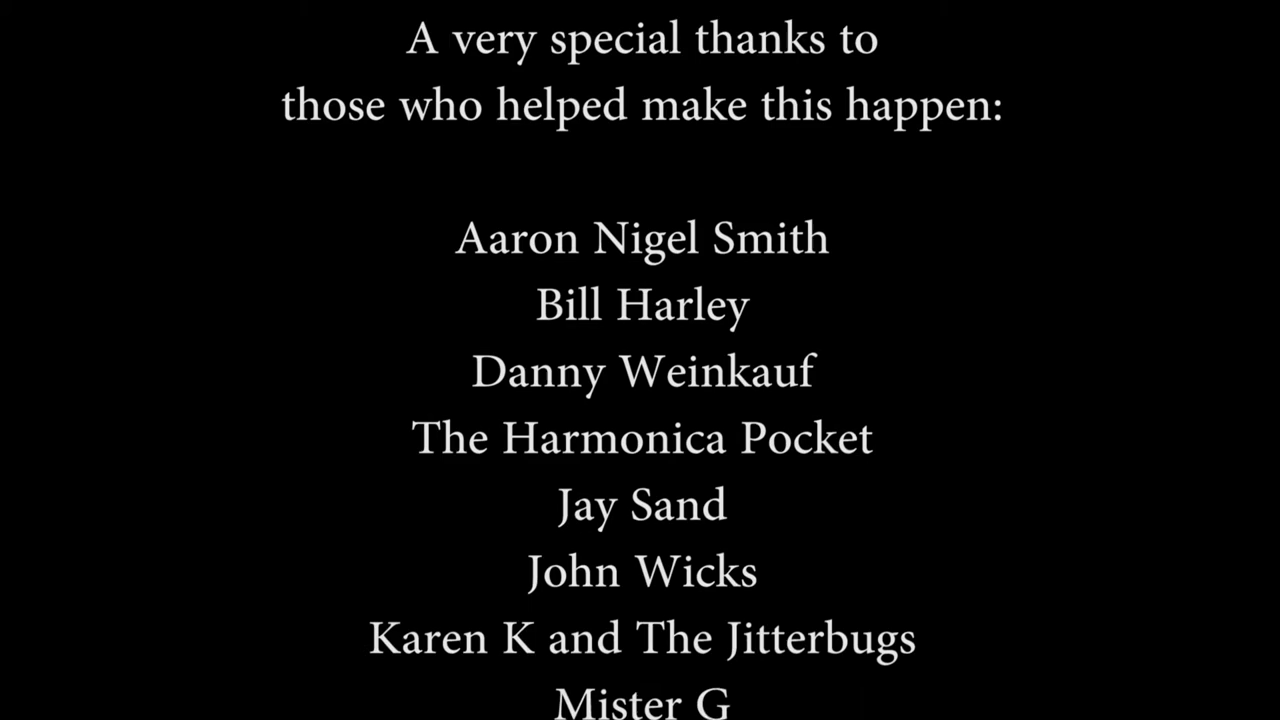 A very special thanks to
those who helped make this happen:
Aaron Nigel Smith
Bill Harley
Danny Weinkauf
The Harmonica Pocket
Jay Sand
John Wicks
Karen K and The Jitterbugs
Mister G